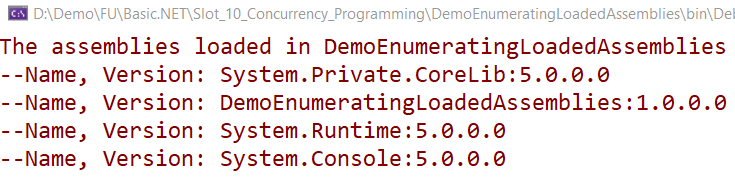 D:\Demo\FU\Basic.NET\Slot_10_Concurrency_Programming\DemoEnumeratingLoadedAssemblies\bin\Deb
The assemblies loaded in DemoEnumeratingLoadedAssemblies
--Name, Version: System.Private.CoreLib:5.0.0.0
--Name, Version: DemoEnumeratingLoadedAssemblies:1.0.0.0
--Name, Version: System.Runtime:5.0.0.0
--Name, Version: System.Console:5.0.0.0